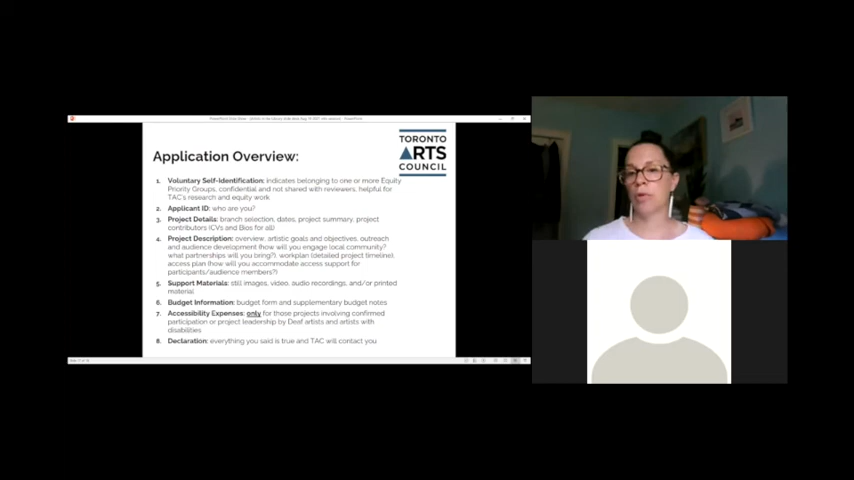 TORONTO
ARTS
COUNCIL
Application Overview:
1. Voluntary Self-Identification: indicates belonging to one or more Equity
Priority Groups, confidential and not shared with reviewers, helpful for
TAC's research and equity work
2. Applicant ID: who are you?
3. Project Details: branch selection, dates, project summary, project
contributors (CVs and Bios for all)
4. Project Description: overview, artistic goals and objectives, outreach
and audience development (how will you engage local community?
what partnerships will you bring?), workplan (detailed project timeline),
access plan (how will you accommodate access support for
participants/audience members?)
5. Support Materials: still images, video, audio recordings, and/or printed
material
6. Budget Information: budget form and supplementary budget notes
7. Accessibility Expenses: only for those projects involving confirmed
participation or project leadership by Deaf artists and artists with
disabilities
8. Declaration: everything you said is true and TAC will contact you